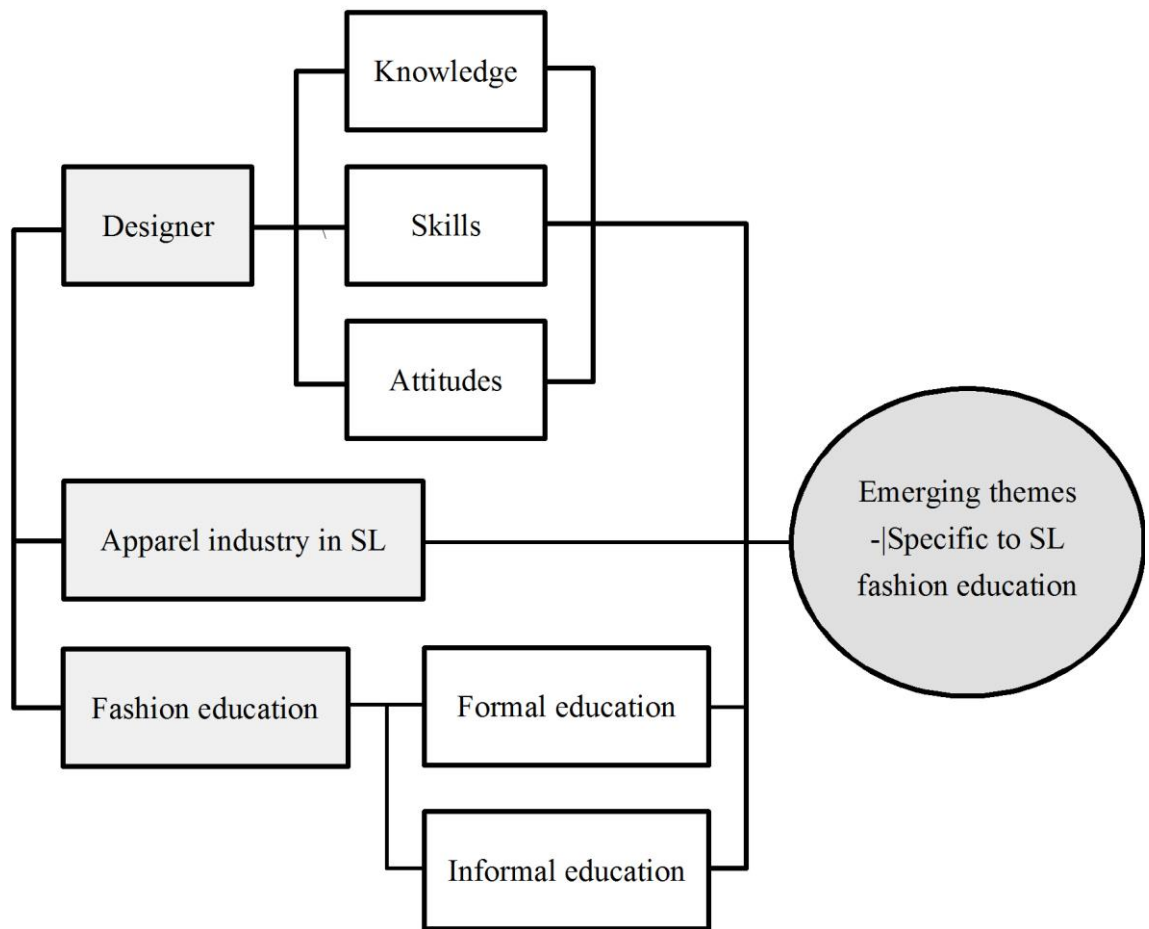 Knowledge
Designer
Skills
Attitudes
Emerging themes
-|Specific to SL
fashion education
Apparel industry in SL
Fashion education
Formal education
Informal education